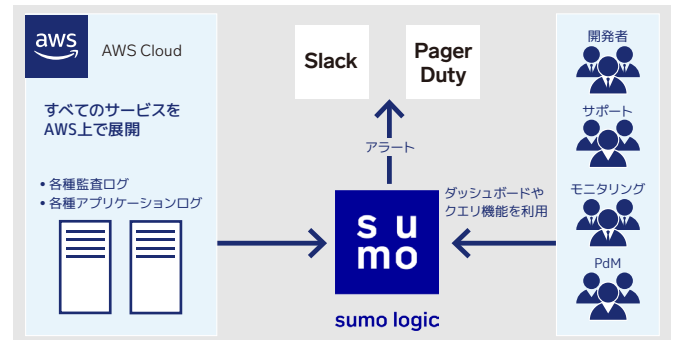 aws
AWS Cloud
すべてのサービスを
AWS上で展開
• 各種監査ログ
• 各種アプリケーションログ
Slack
Pager
Duty
アラート
su
mo
sumo logic
ダッシュボードや
クエリ機能を利用
開発者
サポート
モニタリング
PdM